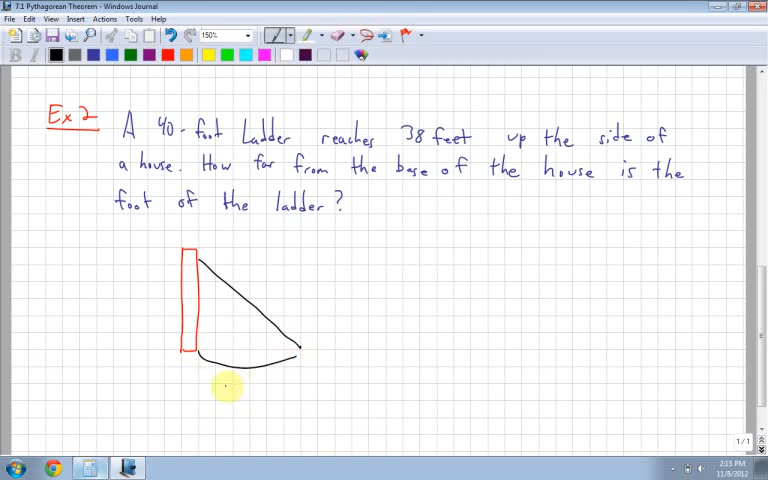 7.1 Pythagorean Theorem - Windows Journal
File Edit View Insert Actions Tools Help
150%
B I
Ex 2 A 40-foot Ladder reaches 38 feet up the side of
a house. How far from the base of the house is the
foot of the ladder?
1 / 1
2:15 PM
11/8/2012